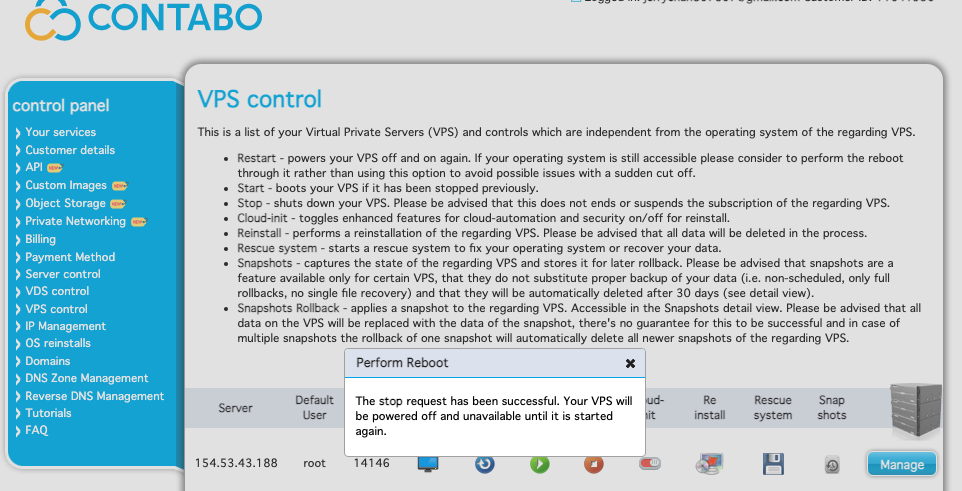 CONTABO
control panel
Your services
Customer details
API
Custom Images
Object Storage
Private Networking
Billing
Payment Method
Server control
VDS control
VPS control
IP Management
OS reinstalls
Domains
DNS Zone Management
Reverse DNS Management
Tutorials
FAQ
VPS control
This is a list of your Virtual Private Servers (VPS) and controls which are independent from the operating system of the regarding VPS.
Restart - powers your VPS off and on again. If your operating system is still accessible please consider to perform the reboot
through it rather than using this option to avoid possible issues with a sudden cut off.
Start - boots your VPS if it has been stopped previously.
Stop - shuts down your VPS. Please be advised that this does not ends or suspends the subscription of the regarding VPS.
Cloud-init - toggles enhanced features for cloud-automation and security on/off for reinstall.
Reinstall - performs a reinstallation of the regarding VPS. Please be advised that all data will be deleted in the process.
Rescue system - starts a rescue system to fix your operating system or recover your data.
Snapshots - captures the state of the regarding VPS and stores it for later rollback. Please be advised that snapshots are a
feature available only for certain VPS, that they do not substitute proper backup of your data (i.e. non-scheduled, only full
rollbacks, no single file recovery) and that they will be automatically deleted after 30 days (see detail view).
Snapshots Rollback - applies a snapshot to the regarding VPS. Accessible in the Snapshots detail view. Please be advised that all
data on the VPS will be replaced with the data of the snapshot, there's no guarantee for this to be successful and in case of
multiple snapshots the rollback of one snapshot will automatically delete all newer snapshots of the regarding VPS.
Perform Reboot
The stop request has been successful. Your VPS will
be powered off and unavailable until it is started
again.
Server
Default
User
Re
install
Rescue
system
Snap
shots
154.53.43.188 root 14146 Manage